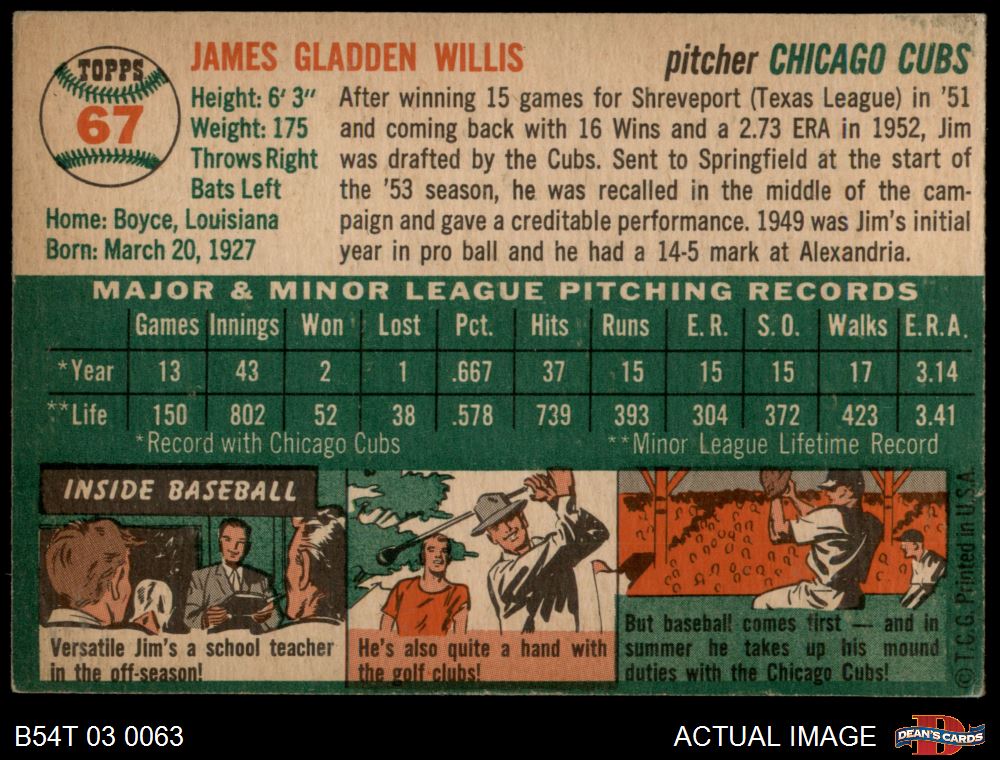 TOPPS
67
JAMES GLADDEN WILLIS
pitcher CHICAGO CUBS
Height: 6' 3"
Weight: 175
Throws Right
Bats Left
Home: Boyce, Louisiana
Born: March 20, 1927
After winning 15 games for Shreveport (Texas League) in '51
and coming back with 16 Wins and a 2.73 ERA in 1952, Jim
was drafted by the Cubs. Sent to Springfield at the start of
the '53 season, he was recalled in the middle of the cam-
paign and gave a creditable performance. 1949 was Jim's initial
year in pro ball and he had a 14-5 mark at Alexandria.
MAJOR & MINOR LEAGUE PITCHING RECORDS
Games Innings Won Lost Pct. Hits Runs E.R. S.O. Walks E.R.A.
*Year 13 43 2 1 .667 37 15 15 15 17 3.14
**Life 150 802 52 38 .578 739 393 304 372 423 3.41
*Record with Chicago Cubs **Minor League Lifetime Record
INSIDE BASEBALL
Versatile Jim's a school teacher
in the off-season!
He's also quite a hand with
the golf clubs!
But baseball comes first — and in
summer he takes up his mound
duties with the Chicago Cubs!
© T.C.G. Printed in U.S.A.
B54T 03 0063
ACTUAL IMAGE
DEAN'S CARDS